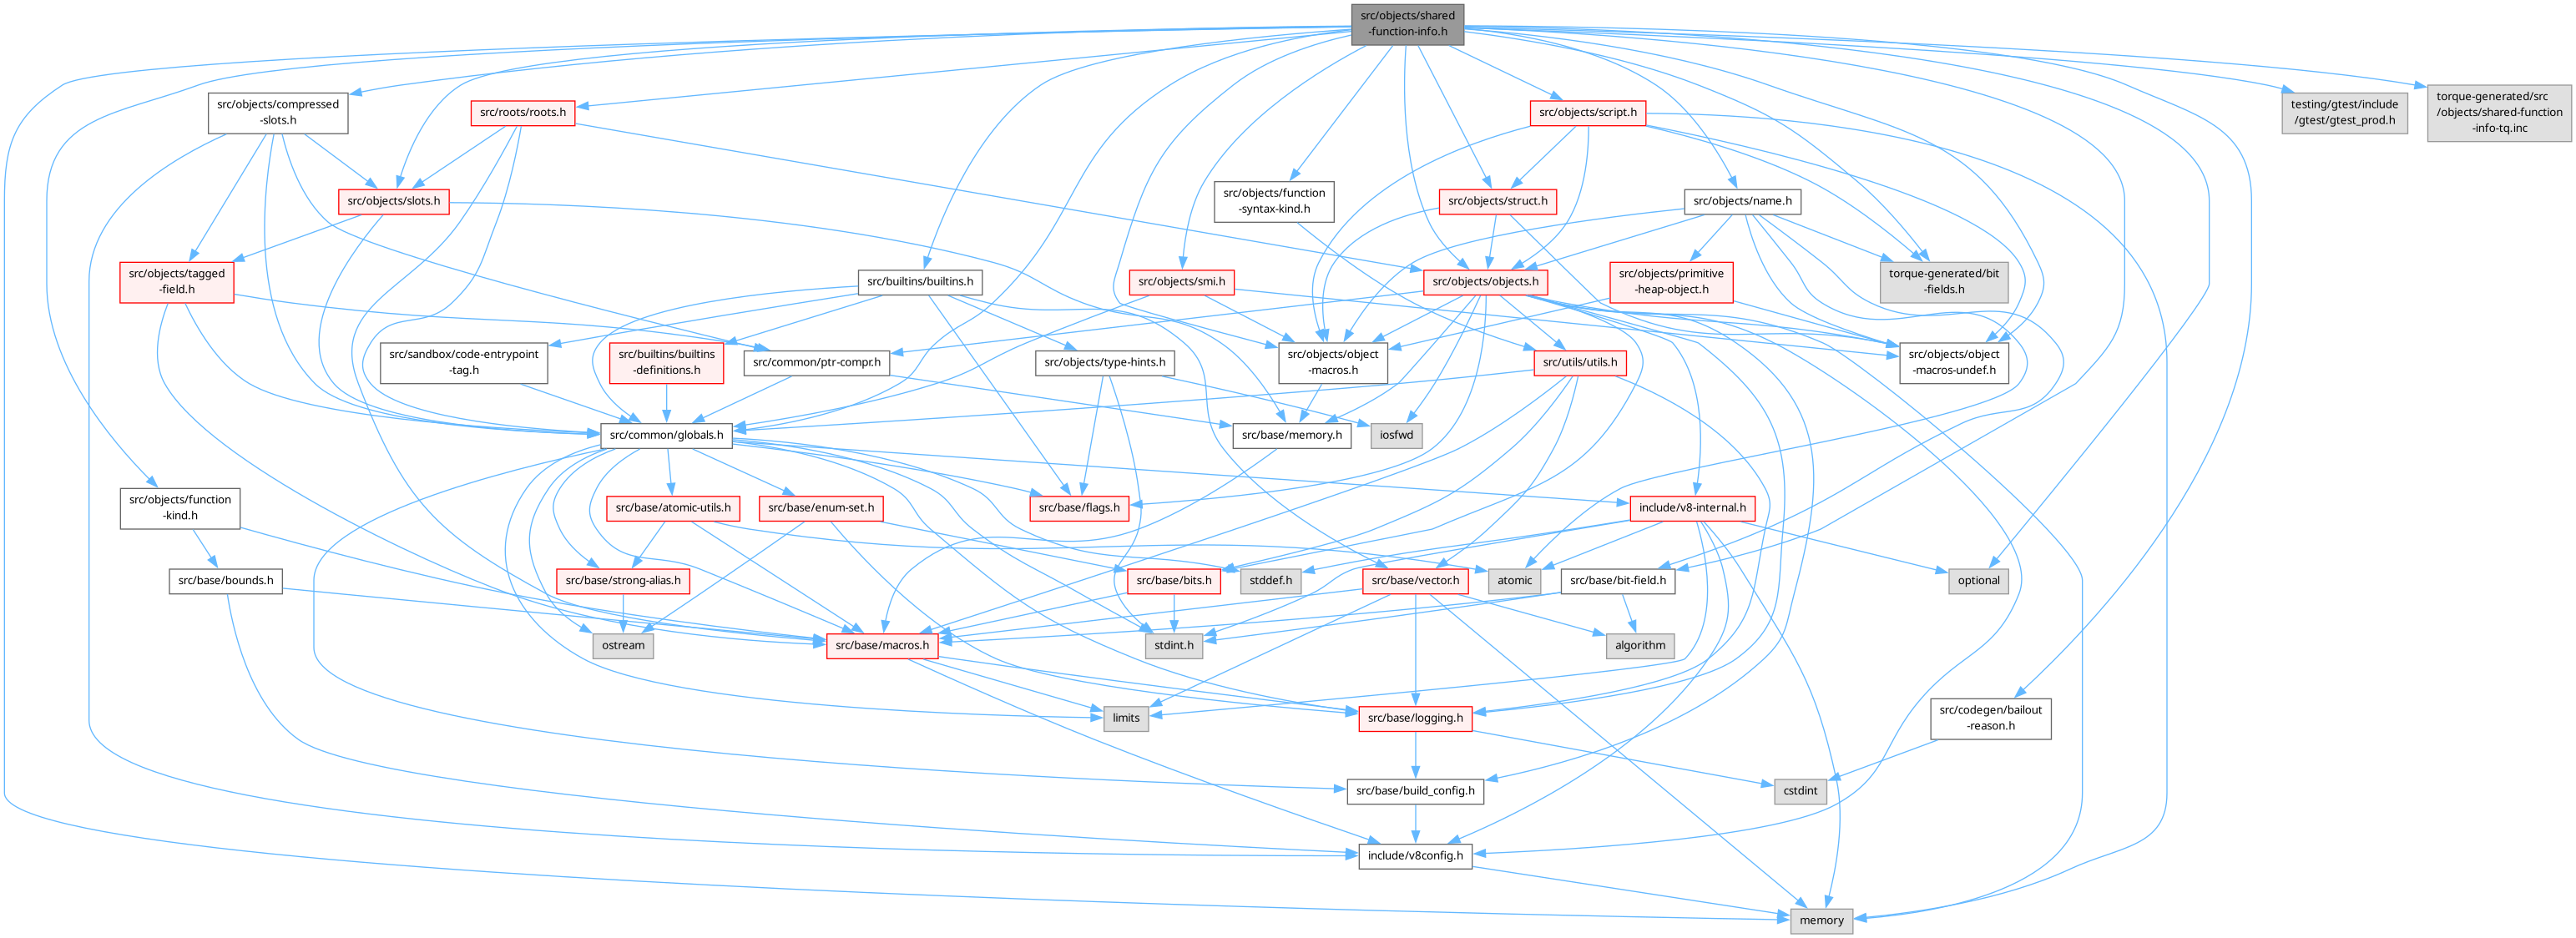 src/objects/shared
-function-info.h
src/objects/compressed
-slots.h
src/roots/roots.h
src/objects/script.h
testing/gtest/include
/gtest/gtest_prod.h
torque-generated/src
/objects/shared-function
-info-tq.inc
src/objects/slots.h
src/objects/function
-syntax-kind.h
src/objects/struct.h
src/objects/name.h
src/objects/tagged
-field.h
src/builtins/builtins.h
src/objects/smi.h
src/objects/objects.h
src/objects/primitive
-heap-object.h
torque-generated/bit
-fields.h
src/sandbox/code-entrypoint
-tag.h
src/builtins/builtins
-definitions.h
src/common/ptr-compr.h
src/objects/type-hints.h
src/objects/object
-macros.h
src/utils/utils.h
src/objects/object
-macros-undef.h
src/common/globals.h
src/base/memory.h
iosfwd
src/objects/function
-kind.h
src/base/atomic-utils.h
src/base/enum-set.h
src/base/flags.h
include/v8-internal.h
src/base/bounds.h
src/base/strong-alias.h
src/base/bits.h
stddef.h
src/base/vector.h
atomic
src/base/bit-field.h
optional
ostream
src/base/macros.h
stdint.h
algorithm
limits
src/base/logging.h
src/codegen/bailout
-reason.h
src/base/build_config.h
cstdint
include/v8config.h
memory